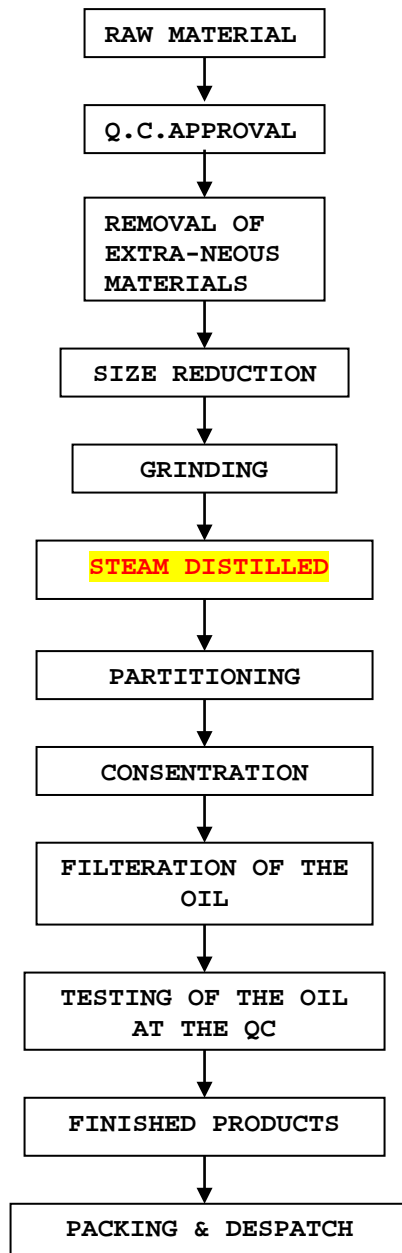 RAW MATERIAL
Q.C.APPROVAL
REMOVAL OF
EXTRA-NEOUS
MATERIALS
SIZE REDUCTION
GRINDING
STEAM DISTILLED
PARTITIONING
CONSENTRATION
FILTERATION OF THE
OIL
TESTING OF THE OIL
AT THE QC
FINISHED PRODUCTS
PACKING & DESPATCH